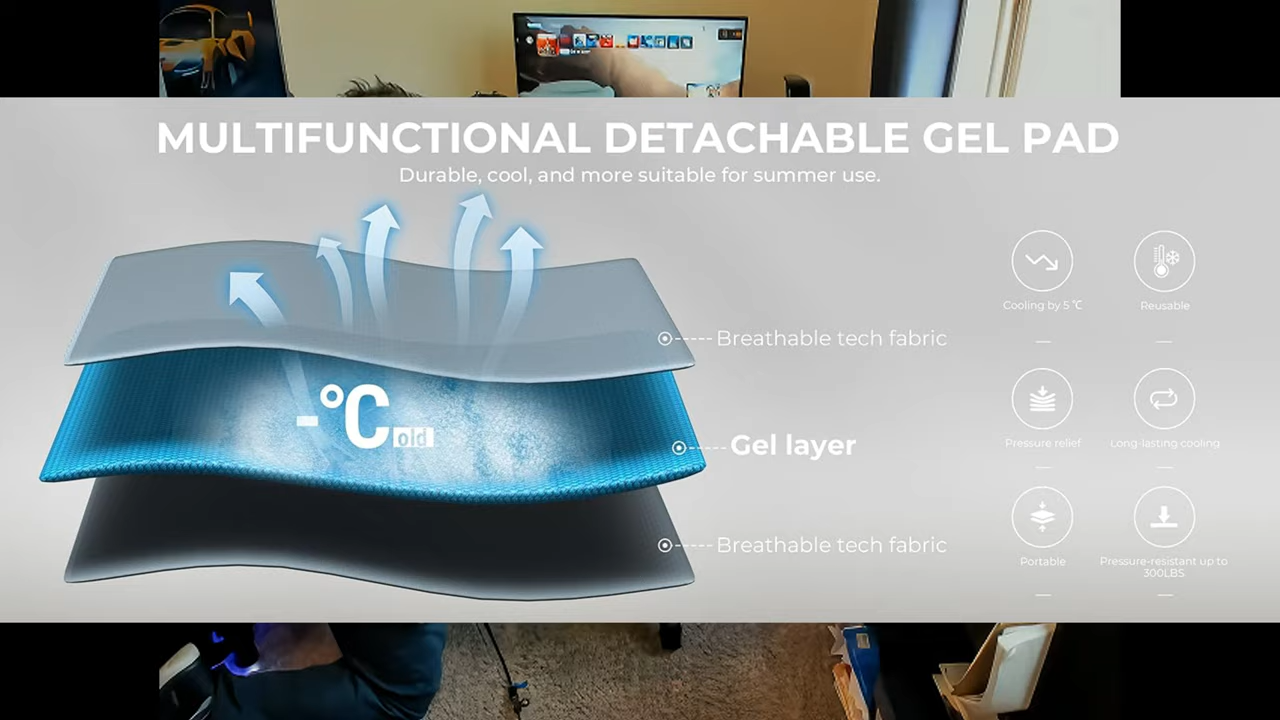 MULTIFUNCTIONAL DETACHABLE GEL PAD
Durable, cool, and more suitable for summer use.
Cooling by 5℃
Reusable
Breathable tech fabric
-°Cold
Gel layer
Pressure relief
Long-lasting cooling
Breathable tech fabric
Portable
Pressure-resistant up to
300LBS